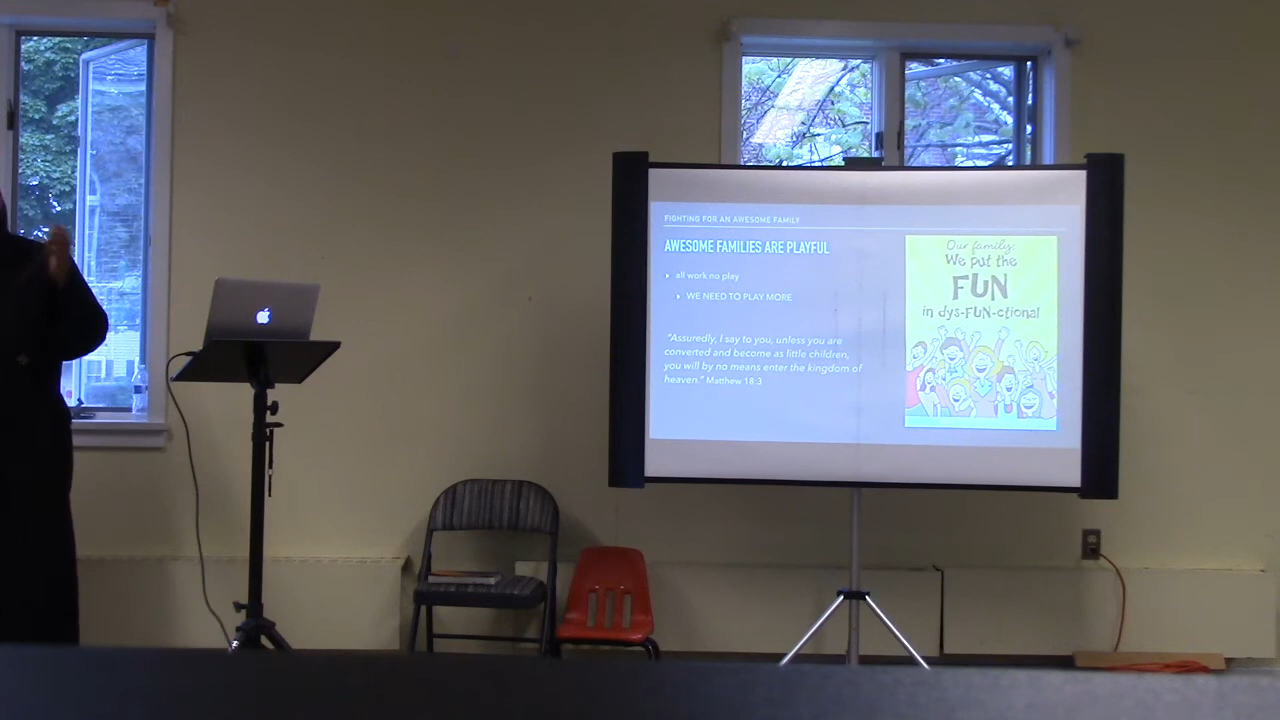 FIGHTING FOR AN AWESOME FAMILY
AWESOME FAMILIES ARE PLAYFUL
all work no play
WE NEED TO PLAY MORE
"Assuredly, I say to you, unless you are
converted and become as little children,
you will by no means enter the kingdom of
heaven." Matthew 18:3
Our family:
We put the
FUN
in dys-FUN-ctional